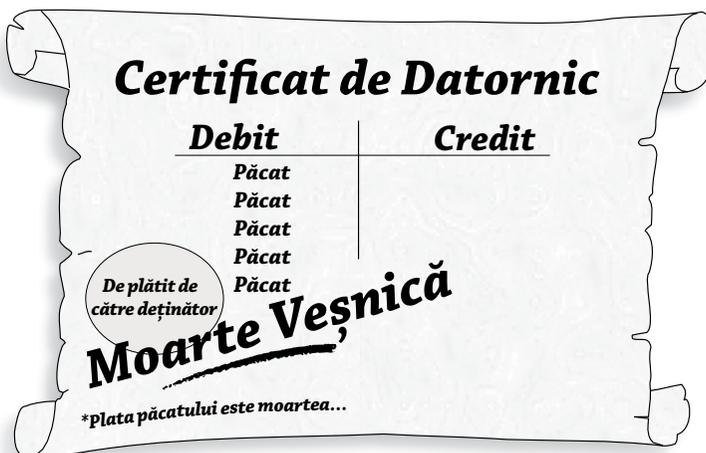 Certificat de Datornic
Debit Credit
Păcat
Păcat
Păcat
Păcat
Păcat
De plătit de
către deținător
Moarte Veșnică
*Plata păcatului este moartea...